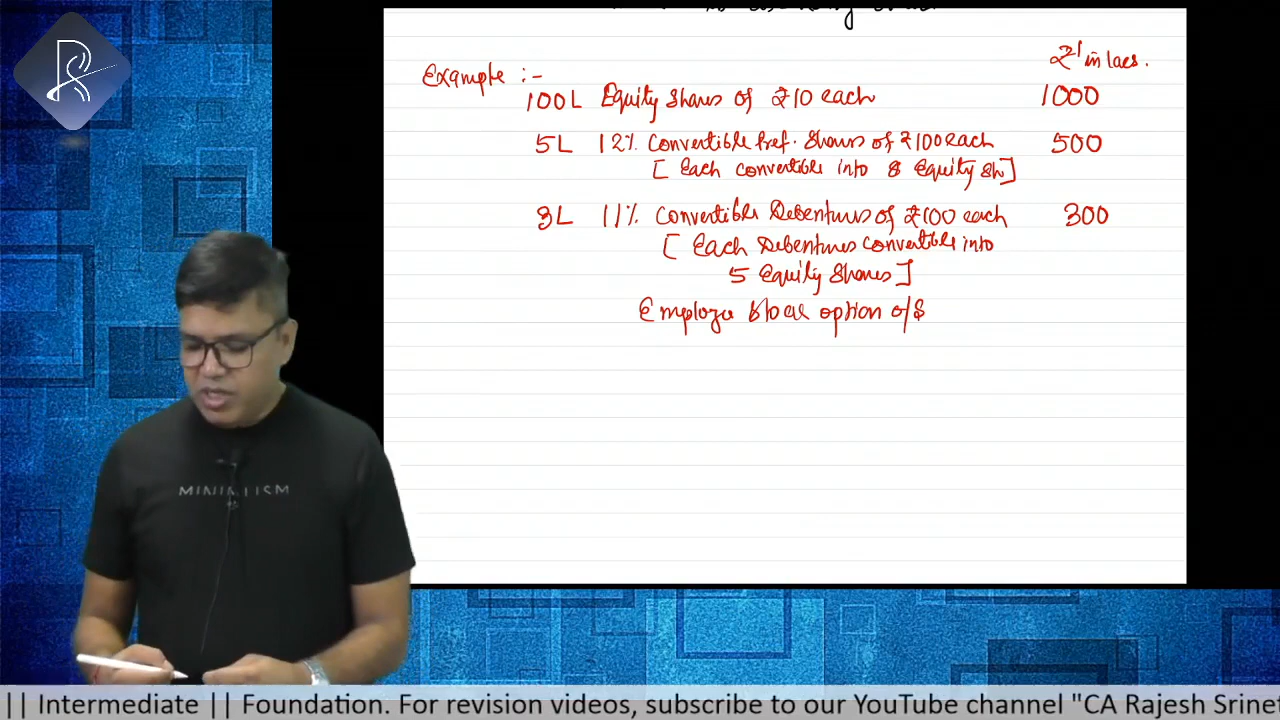 Example :-
₹ in lacs.
100L Equity Shares of ₹10 each 1000
5L 12% Convertible Pref. Shares of ₹100 each 500
[ Each convertible into 8 Equity Sh ]
3L 11% Convertible Debentures of ₹100 each 300
[ Each Debentures convertible into
5 Equity Shares ]
Employee Stock option o/s
MINIMALISM
|| Intermediate || Foundation. For revision videos, subscribe to our YouTube channel "CA Rajesh Srine